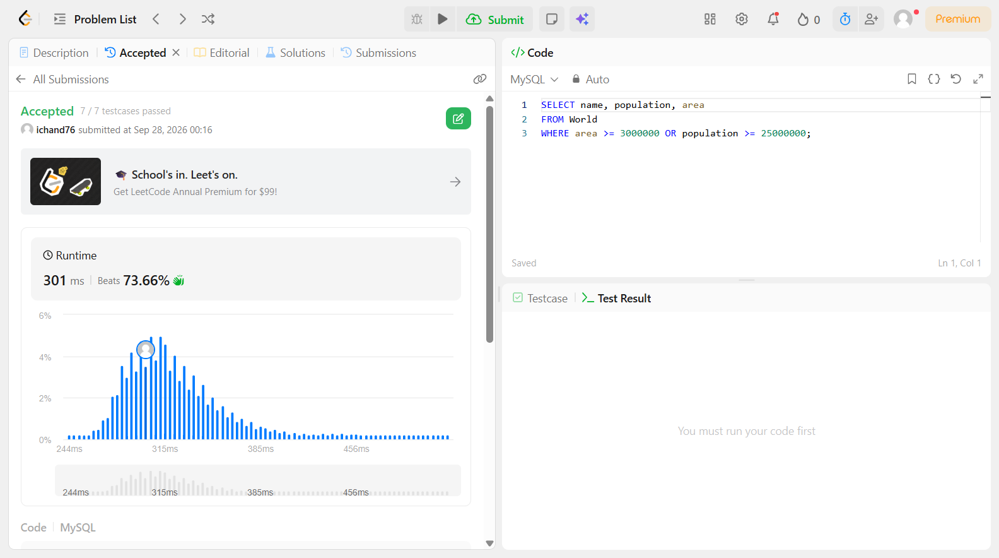 Problem List
Submit
0
Premium
Description
Accepted
Editorial
Solutions
Submissions
All Submissions
Accepted 7 / 7 testcases passed
ichand76 submitted at Sep 28, 2026 00:16
School's in. Leet's on.
Get LeetCode Annual Premium for $99!
Runtime
301 ms Beats 73.66%
6%
4%
2%
0%
244ms 315ms 385ms 456ms
244ms 315ms 385ms 456ms
Code MySQL
</> Code
MySQL Auto
1 SELECT name, population, area
2 FROM World
3 WHERE area >= 3000000 OR population >= 25000000;
Saved
Ln 1, Col 1
Testcase
Test Result
You must run your code first